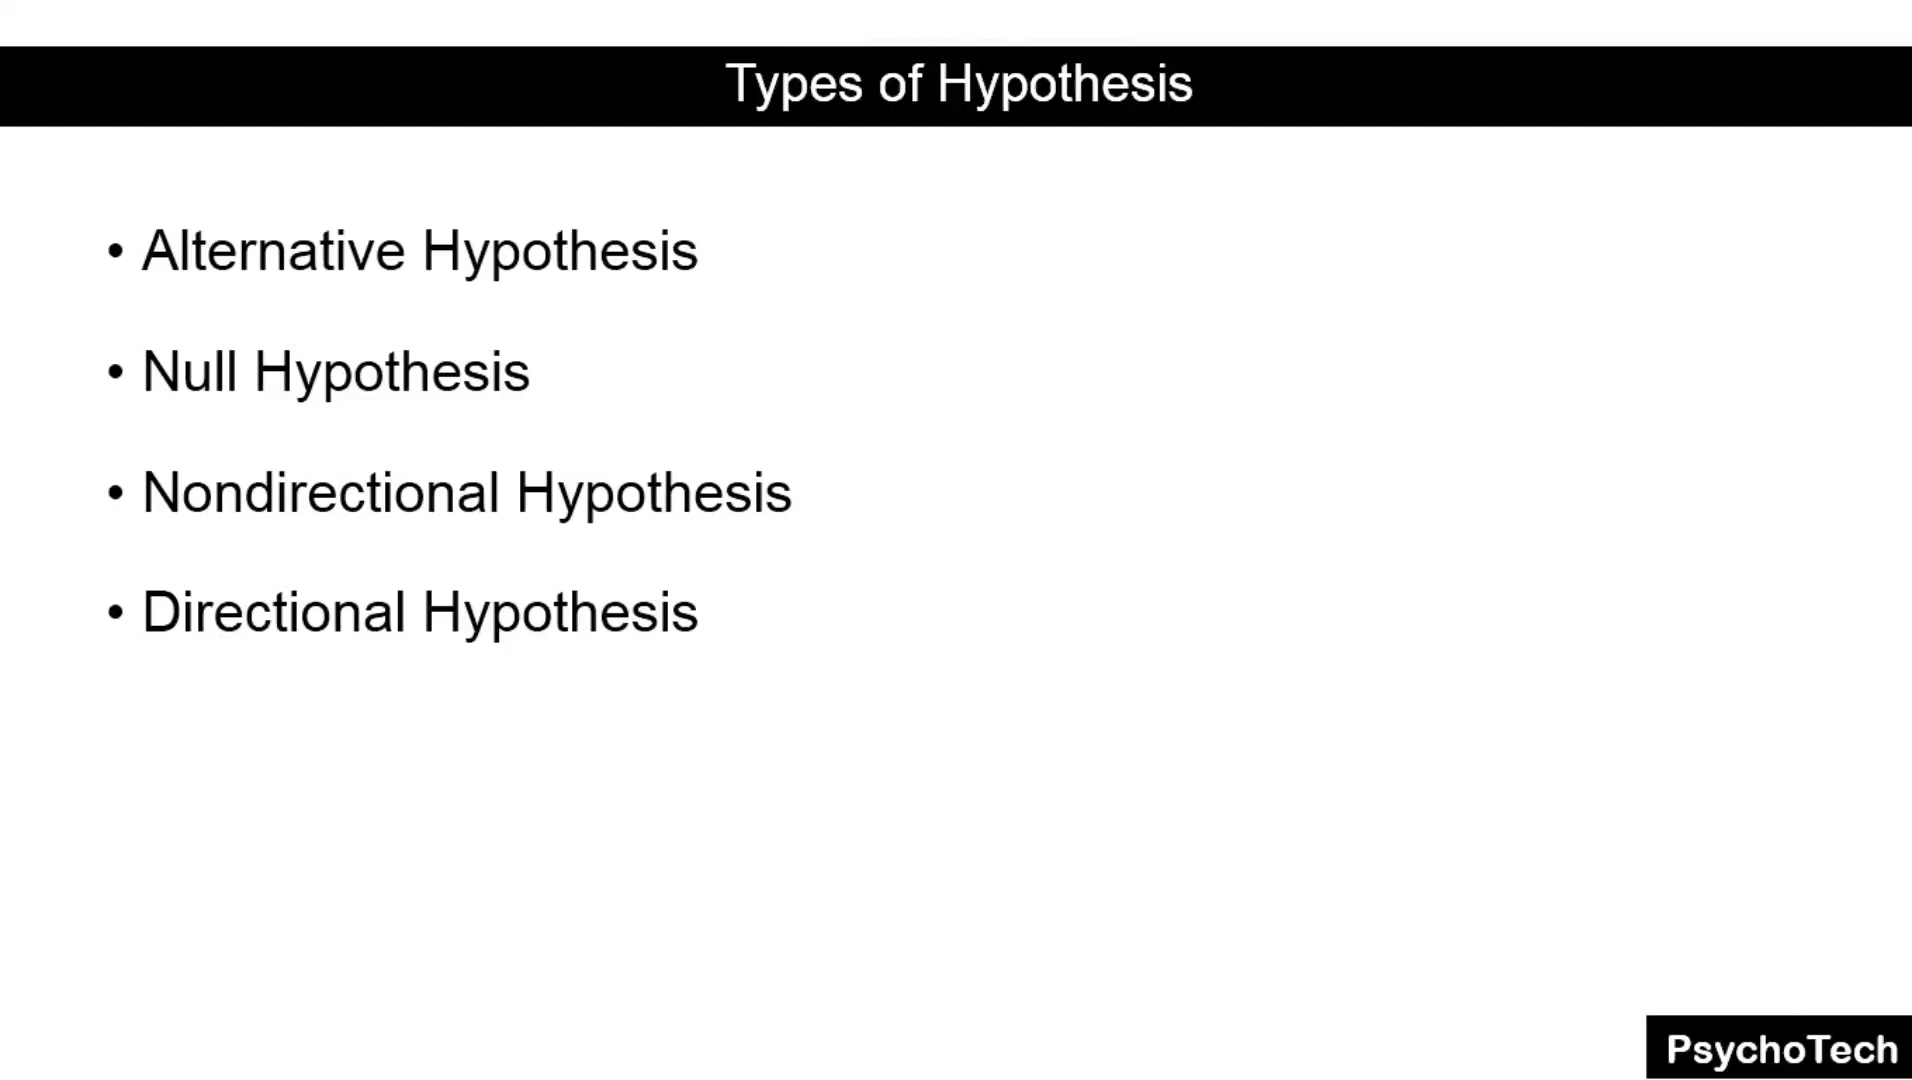 Types of Hypothesis
• Alternative Hypothesis
• Null Hypothesis
• Nondirectional Hypothesis
• Directional Hypothesis
PsychoTech